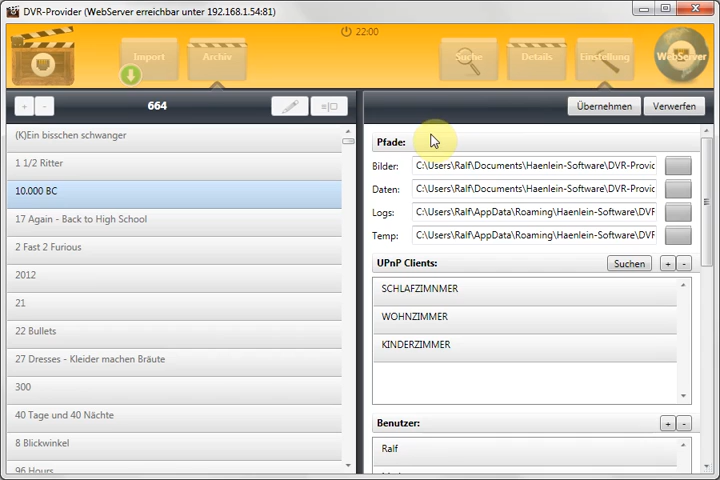 DVR-Provider (WebServer erreichbar unter 192.168.1.54:81)
22:00
Import
Archiv
Suche
Details
Einstellung
WebServer
+ -
664
Übernehmen
Verwerfen
(K)Ein bisschen schwanger
1 1/2 Ritter
10.000 BC
17 Again - Back to High School
2 Fast 2 Furious
2012
21
22 Bullets
27 Dresses - Kleider machen Bräute
300
40 Tage und 40 Nächte
8 Blickwinkel
96 Hours
Pfade:
Bilder: C:\Users\Ralf\Documents\Haenlein-Software\DVR-Provic
Daten: C:\Users\Ralf\Documents\Haenlein-Software\DVR-Provic
Logs: C:\Users\Ralf\AppData\Roaming\Haenlein-Software\DVF
Temp: C:\Users\Ralf\AppData\Roaming\Haenlein-Software\DVF
UPnP Clients:
Suchen
+ -
SCHLAFZIMNMER
WOHNZIMMER
KINDERZIMMER
Benutzer:
+ -
Ralf